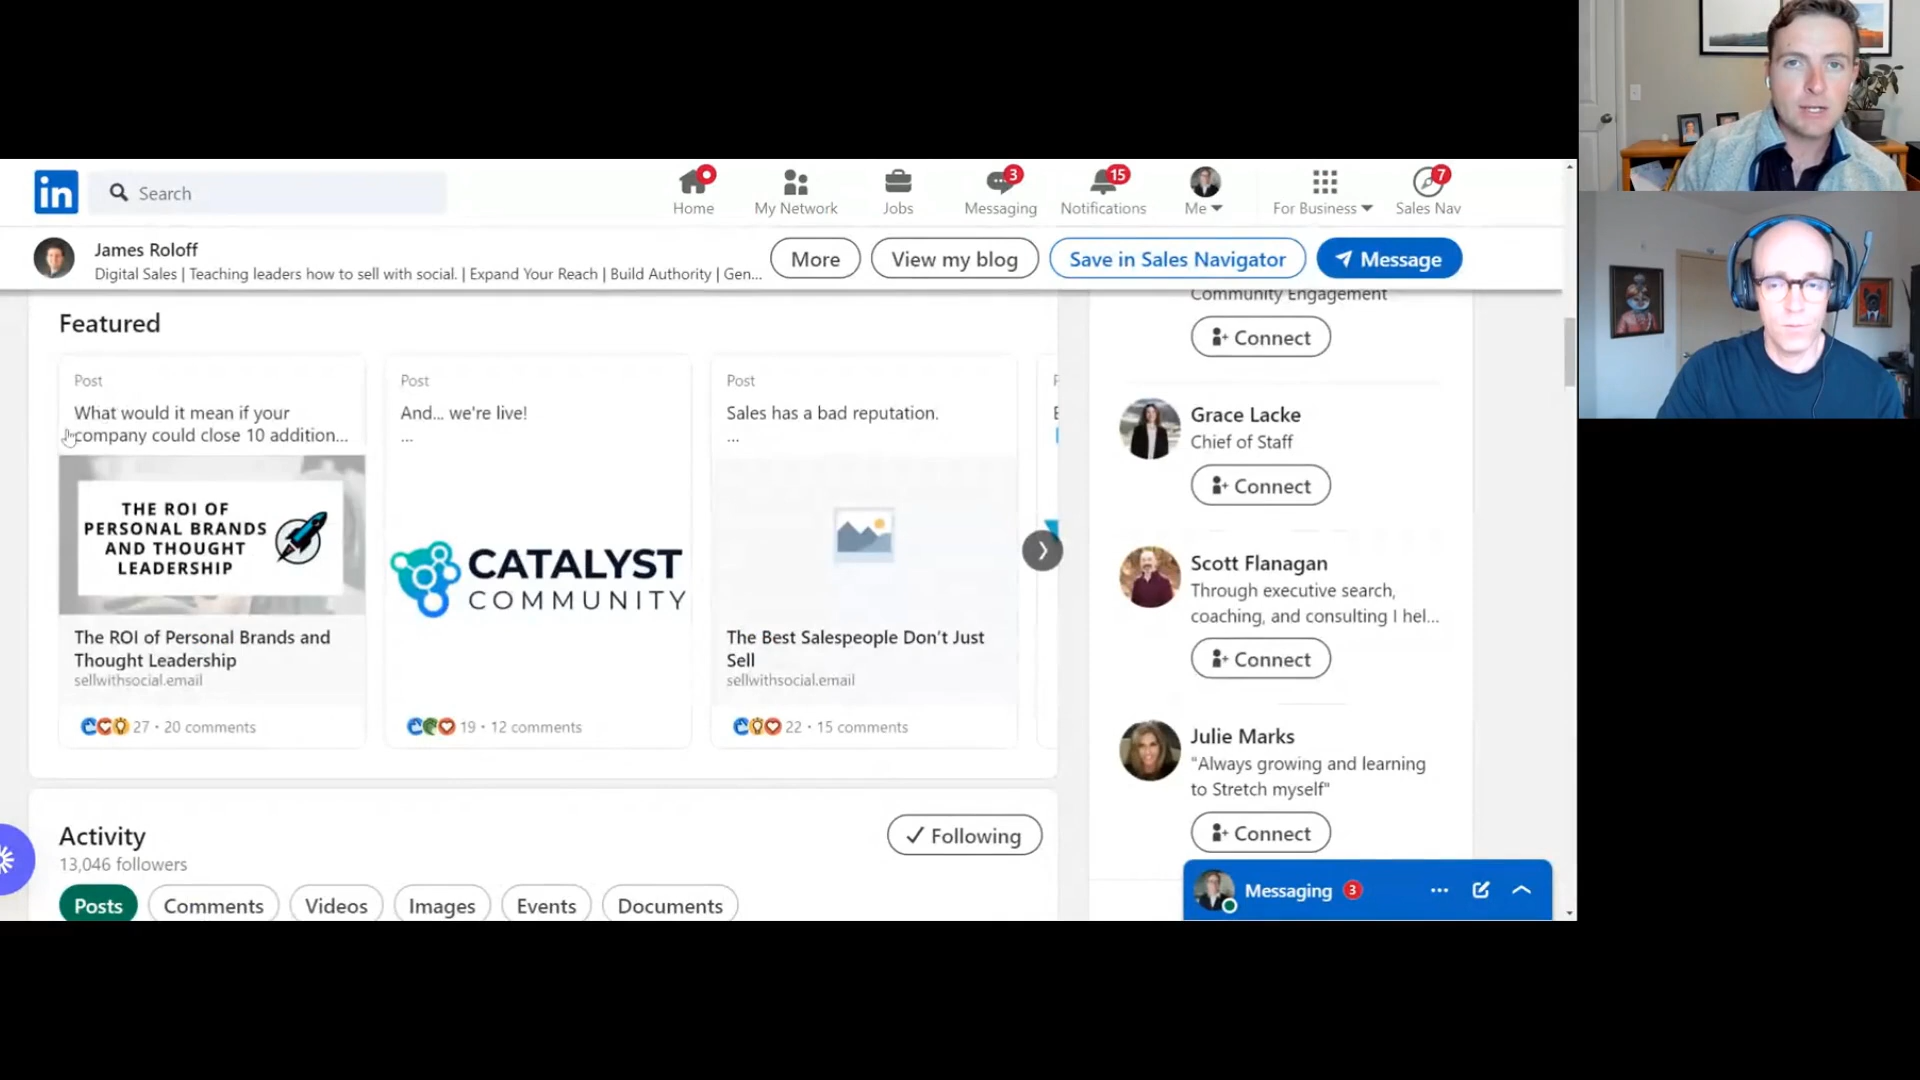 in
Search
Home
My Network
Jobs
3
Messaging
15
Notifications
Me
For Business
7
Sales Nav
James Roloff
Digital Sales | Teaching leaders how to sell with social. | Expand Your Reach | Build Authority | Gen...
More
View my blog
Save in Sales Navigator
Message
Featured
Post
What would it mean if your
company could close 10 addition...
THE ROI OF
PERSONAL BRANDS
AND THOUGHT
LEADERSHIP
The ROI of Personal Brands and
Thought Leadership
sellwithsocial.email
27 · 20 comments
Post
And... we're live!
...
CATALYST
COMMUNITY
19 · 12 comments
Post
Sales has a bad reputation.
...
The Best Salespeople Don't Just
Sell
sellwithsocial.email
22 · 15 comments
Activity
13,046 followers
Following
Posts
Comments
Videos
Images
Events
Documents
Community Engagement
Connect
Grace Lacke
Chief of Staff
Connect
Scott Flanagan
Through executive search,
coaching, and consulting I hel...
Connect
Julie Marks
"Always growing and learning
to Stretch myself"
Connect
Messaging 3
...